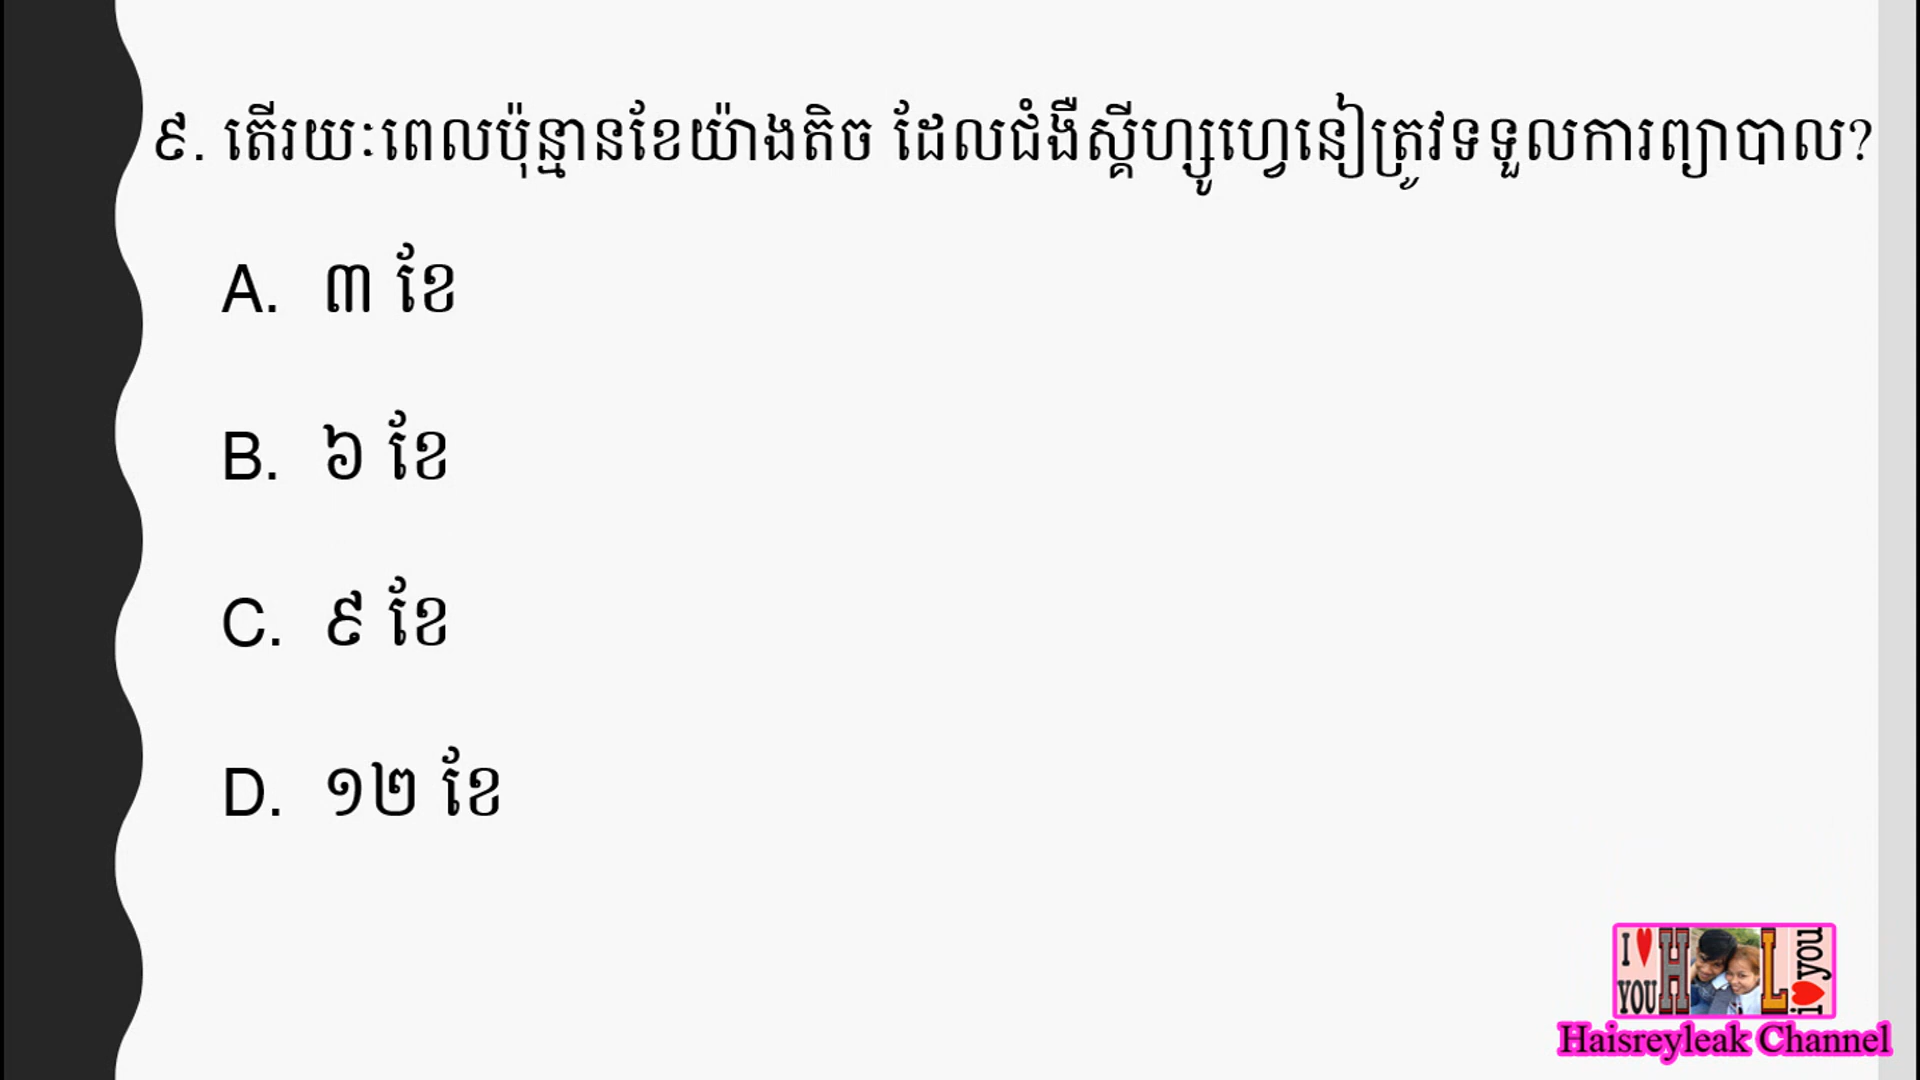 ៩. តើរយៈពេលប៉ុន្មានខែយ៉ាងតិច ដែលជំងឺស្គីហ្សូហ្វេនៀត្រូវទទួលការព្យាបាល?
A. ៣ ខែ
B. ៦ ខែ
C. ៩ ខែ
D. ១២ ខែ
I ♥ YOU H L i ♥ you
Haisreyleak Channel